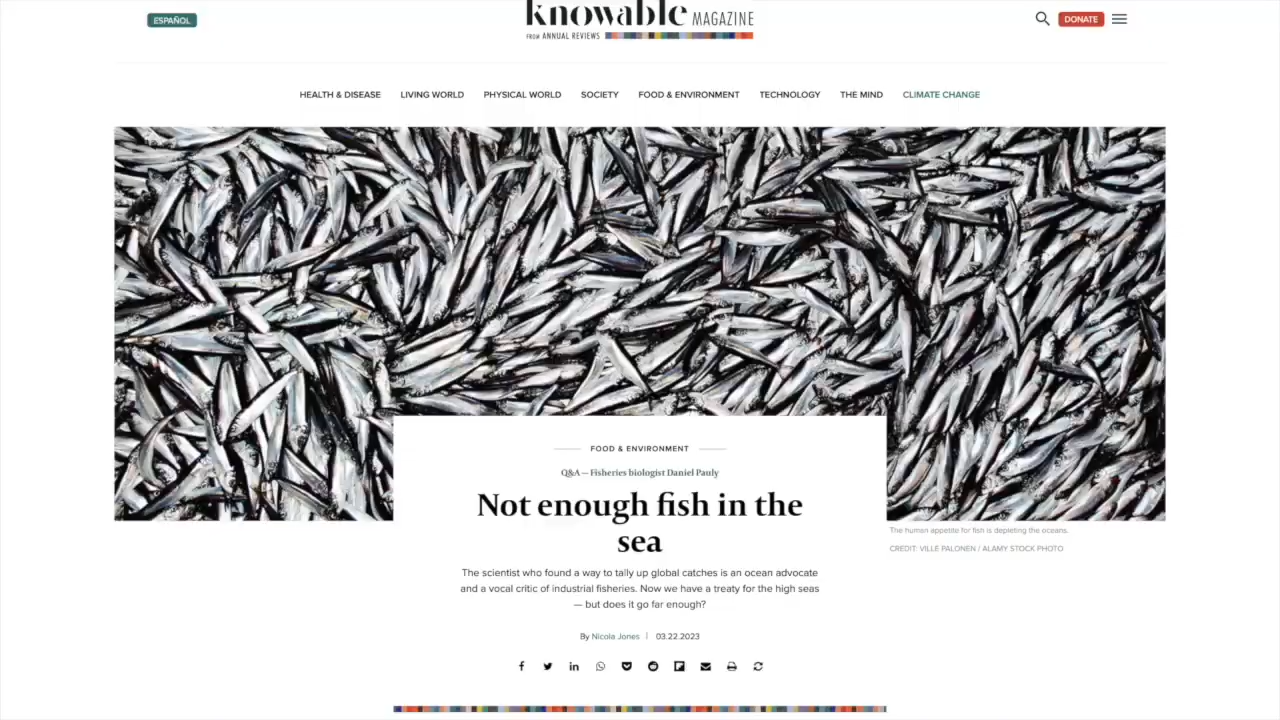 ESPAÑOL
knowable MAGAZINE
FROM ANNUAL REVIEWS
DONATE
HEALTH & DISEASE LIVING WORLD PHYSICAL WORLD SOCIETY FOOD & ENVIRONMENT TECHNOLOGY THE MIND CLIMATE CHANGE
FOOD & ENVIRONMENT
Q&A — Fisheries biologist Daniel Pauly
Not enough fish in the
sea
The scientist who found a way to tally up global catches is an ocean advocate
and a vocal critic of industrial fisheries. Now we have a treaty for the high seas
— but does it go far enough?
By Nicola Jones | 03.22.2023
The human appetite for fish is depleting the oceans.
CREDIT: VILLE PALONEN / ALAMY STOCK PHOTO